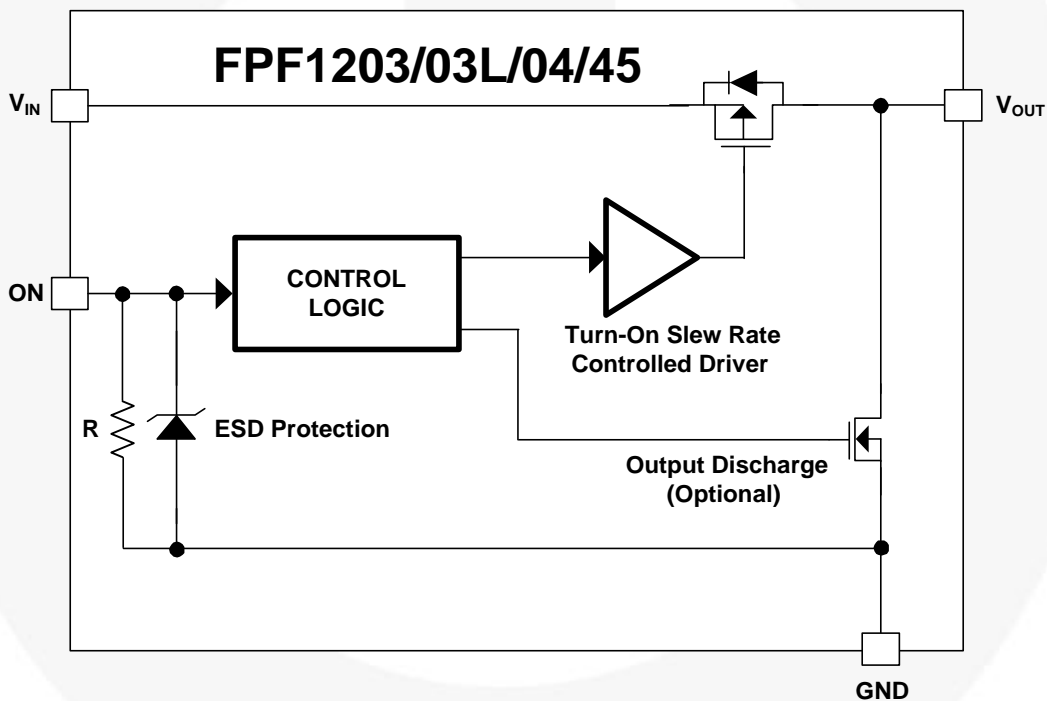 FPF1203/03L/04/45
VIN
VOUT
ON
CONTROL
LOGIC
Turn-On Slew Rate
Controlled Driver
R
ESD Protection
Output Discharge
(Optional)
GND